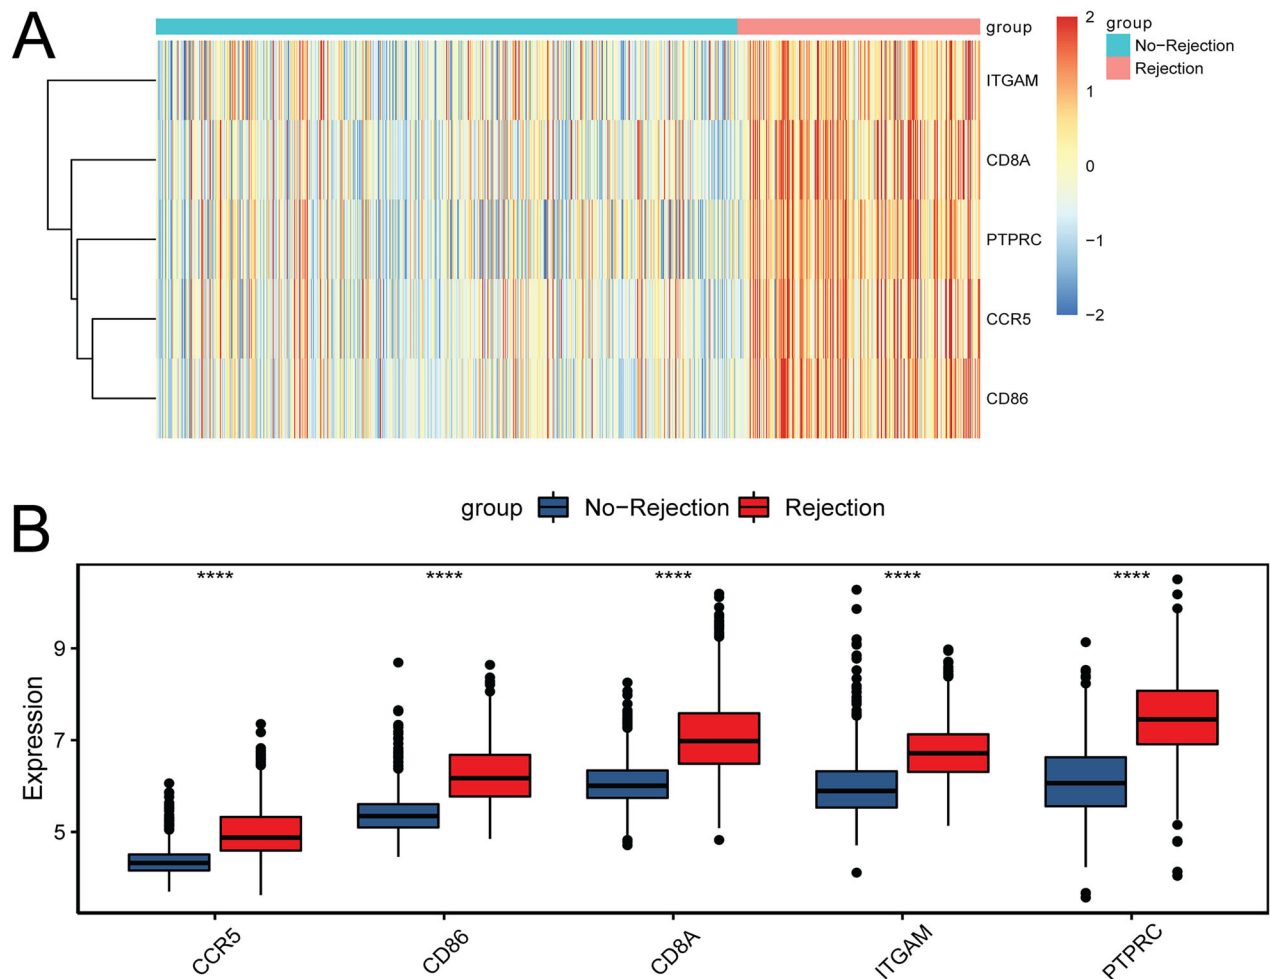 A
group
ITGAM
CD8A
PTPRC
CCR5
CD86
2
1
0
−1
−2
group
No−Rejection
Rejection
B
group No−Rejection Rejection
**** **** **** **** ****
Expression
9
7
5
CCR5 CD86 CD8A ITGAM PTPRC